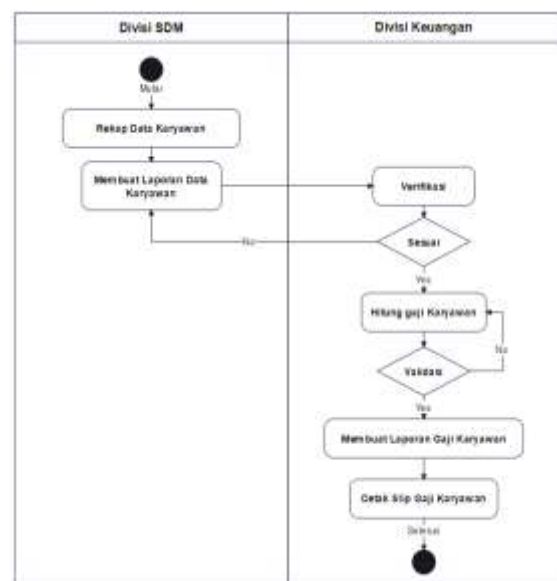 Divisi SDM
Divisi Keuangan
Mulai
Rekap Data Karyawan
Membuat Laporan Data
Karyawan
Verifikasi
Sesuai
No
Yes
Hitung gaji Karyawan
No
Validasi
Yes
Membuat Laporan Gaji Karyawan
Cetak Slip Gaji Karyawan
Selesai